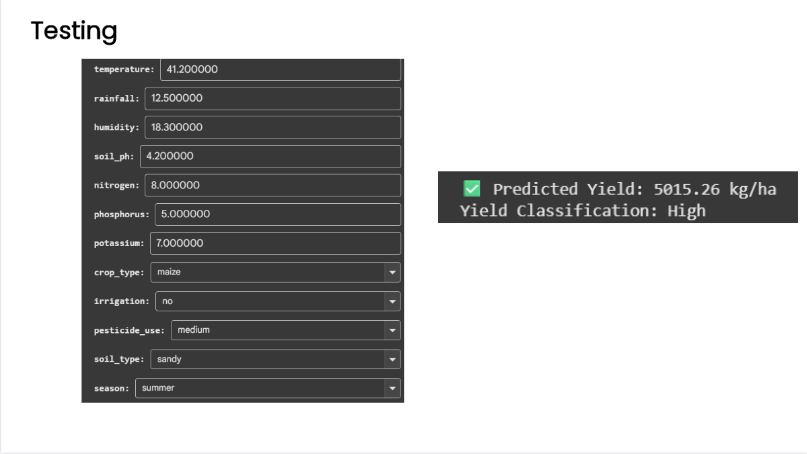 Testing
temperature: 41.200000
rainfall: 12.500000
humidity: 18.300000
soil_ph: 4.200000
nitrogen: 8.000000
phosphorus: 5.000000
potassium: 7.000000
crop_type: maize
irrigation: no
pesticide_use: medium
soil_type: sandy
season: summer
✅ Predicted Yield: 5015.26 kg/ha
Yield Classification: High